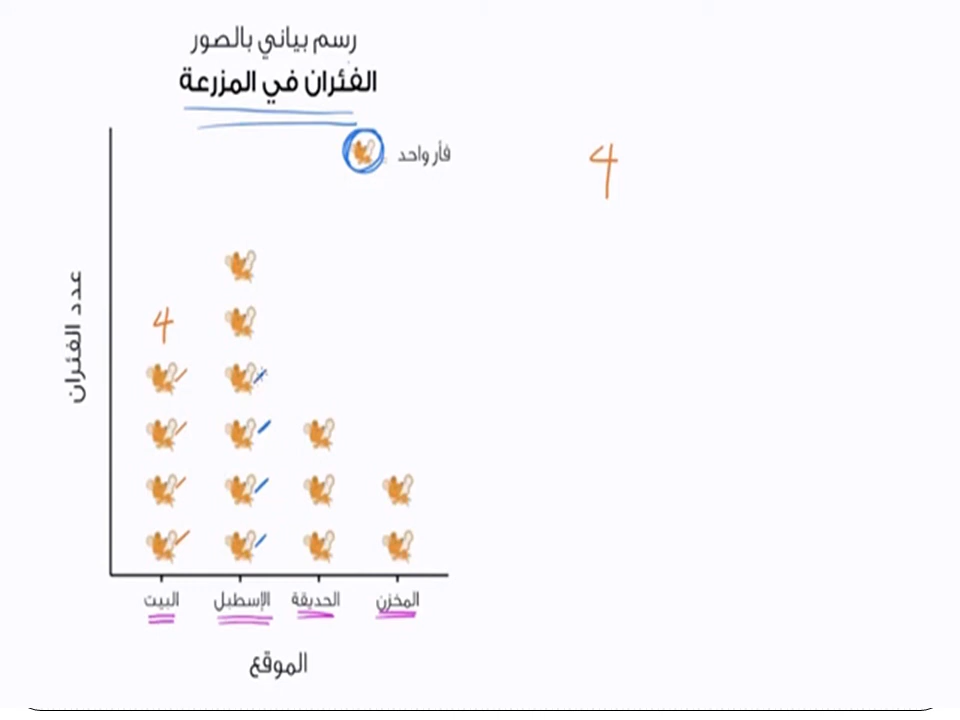 رسم بياني بالصور
الفئران في المزرعة
فأر واحد
4
عدد الفئران
4
البيت
الإسطبل
الحديقة
المخزن
الموقع